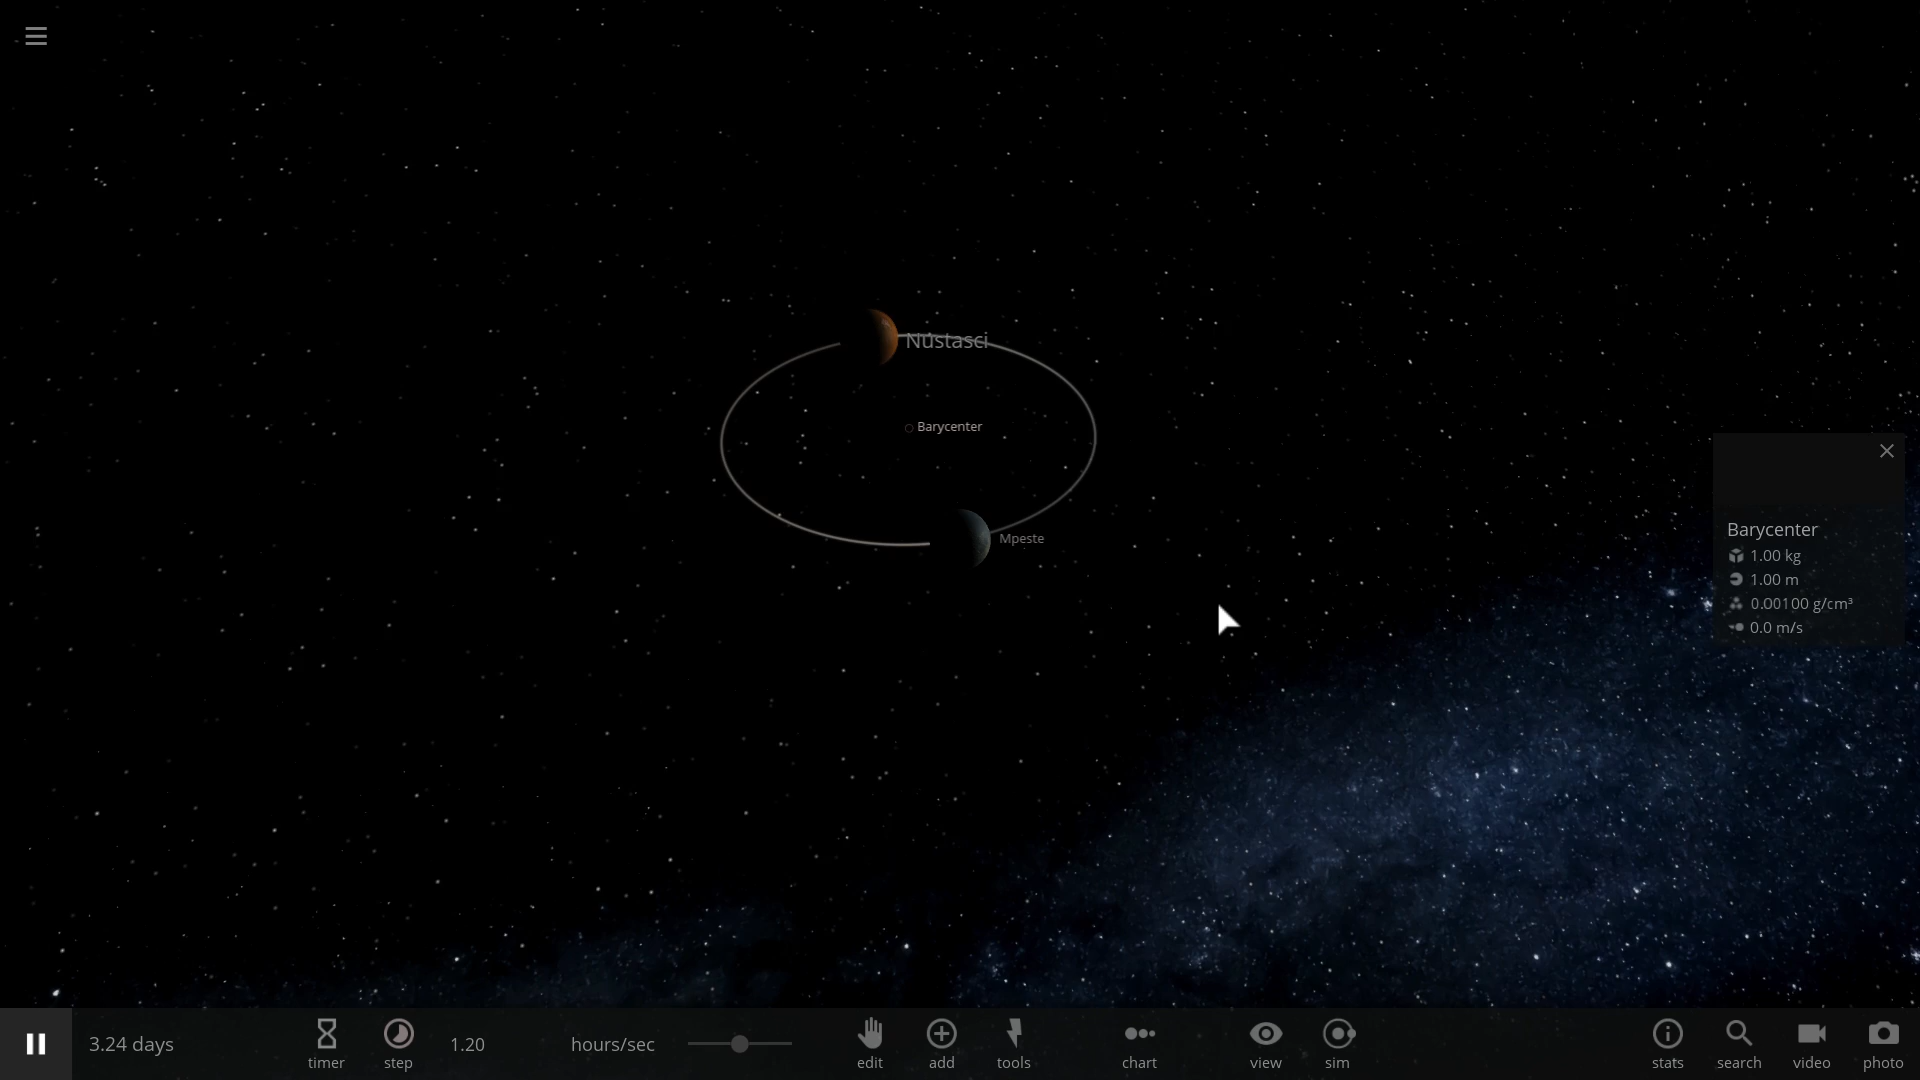 Nustasci
Barycenter
Mpeste
Barycenter
1.00 kg
1.00 m
0.00100 g/cm³
0.0 m/s
3.24 days
timer
step
1.20
hours/sec
edit
add
tools
chart
view
sim
stats
search
video
photo